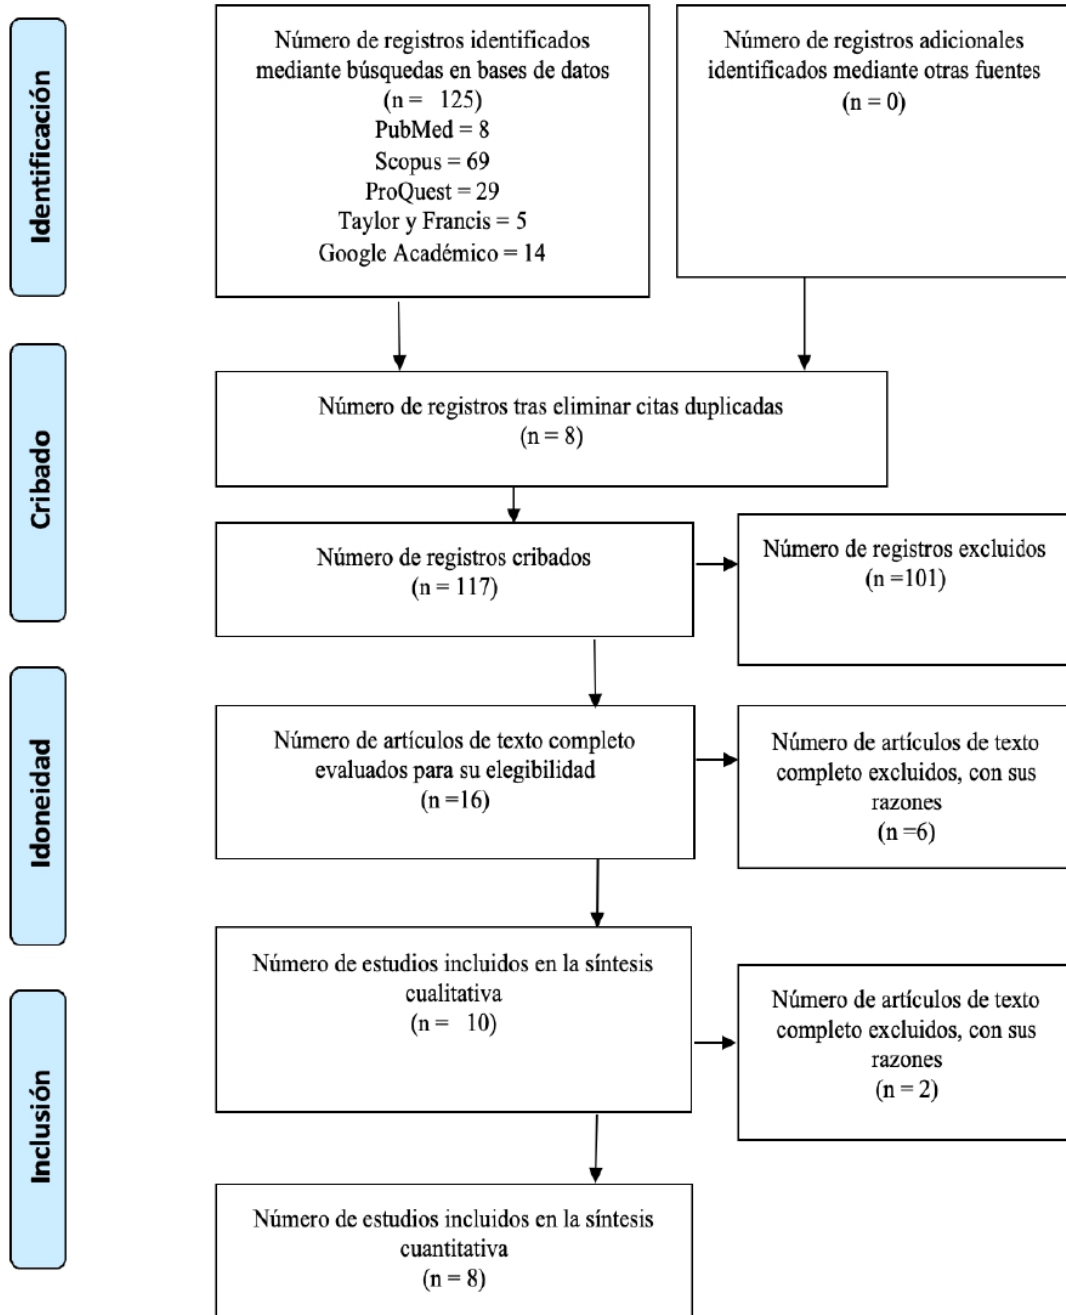 Identificación
Número de registros identificados
mediante búsquedas en bases de datos
(n = 125)
PubMed = 8
Scopus = 69
ProQuest = 29
Taylor y Francis = 5
Google Académico = 14
Número de registros adicionales
identificados mediante otras fuentes
(n = 0)
Cribado
Número de registros tras eliminar citas duplicadas
(n = 8)
Número de registros cribados
(n = 117)
Número de registros excluidos
(n =101)
Idoneidad
Número de artículos de texto completo
evaluados para su elegibilidad
(n =16)
Número de artículos de texto
completo excluidos, con sus
razones
(n =6)
Inclusión
Número de estudios incluidos en la síntesis
cualitativa
(n = 10)
Número de artículos de texto
completo excluidos, con sus
razones
(n = 2)
Número de estudios incluidos en la síntesis
cuantitativa
(n = 8)